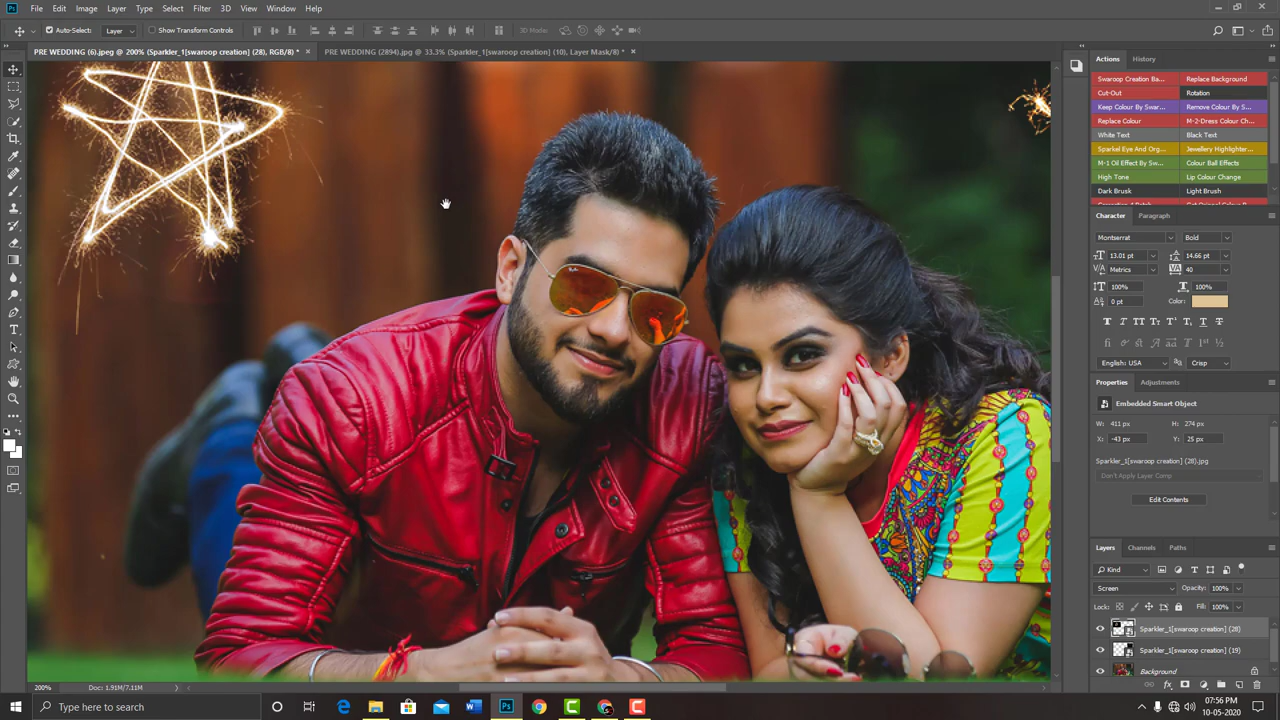 File Edit Image Layer Type Select Filter 3D View Window Help
Auto-Select: Layer Show Transform Controls 3D Mode:
PRE WEDDING (6).jpeg @ 200% (Sparkler_1[swaroop creation] (28), RGB/8) * × PRE WEDDING (2894).jpg @ 33.3% (Sparkler_1[swaroop creation] (10), Layer Mask/8) * ×
Actions History
Swaroop Creation Ba... Replace Background
Cut-Out Rotation
Keep Colour By Swar... Remove Colour By S...
Replace Colour M-2-Dress Colour Ch...
White Text Black Text
Sparkel Eye And Org... Jewellery Highlighter...
M-1 Oil Effect By Sw... Colour Ball Effects
High Tone Lip Colour Change
Dark Brusk Light Brush
Character Paragraph
Montserrat Bold
13.01 pt 14.66 pt
Metrics 40
100% 100%
0 pt Color:
English: USA Crisp
Properties Adjustments
Embedded Smart Object
W: 411 px H: 274 px
X: -43 px Y: 25 px
Sparkler_1[swaroop creation] (28).jpg
Don't Apply Layer Comp
Edit Contents
Layers Channels Paths
Kind
Screen Opacity: 100%
Lock: Fill: 100%
Sparkler_1[swaroop creation] (28)
Sparkler_1[swaroop creation] (19)
Background
200% Doc: 1.91M/7.11M
Type here to search
07:56 PM
10-05-2020